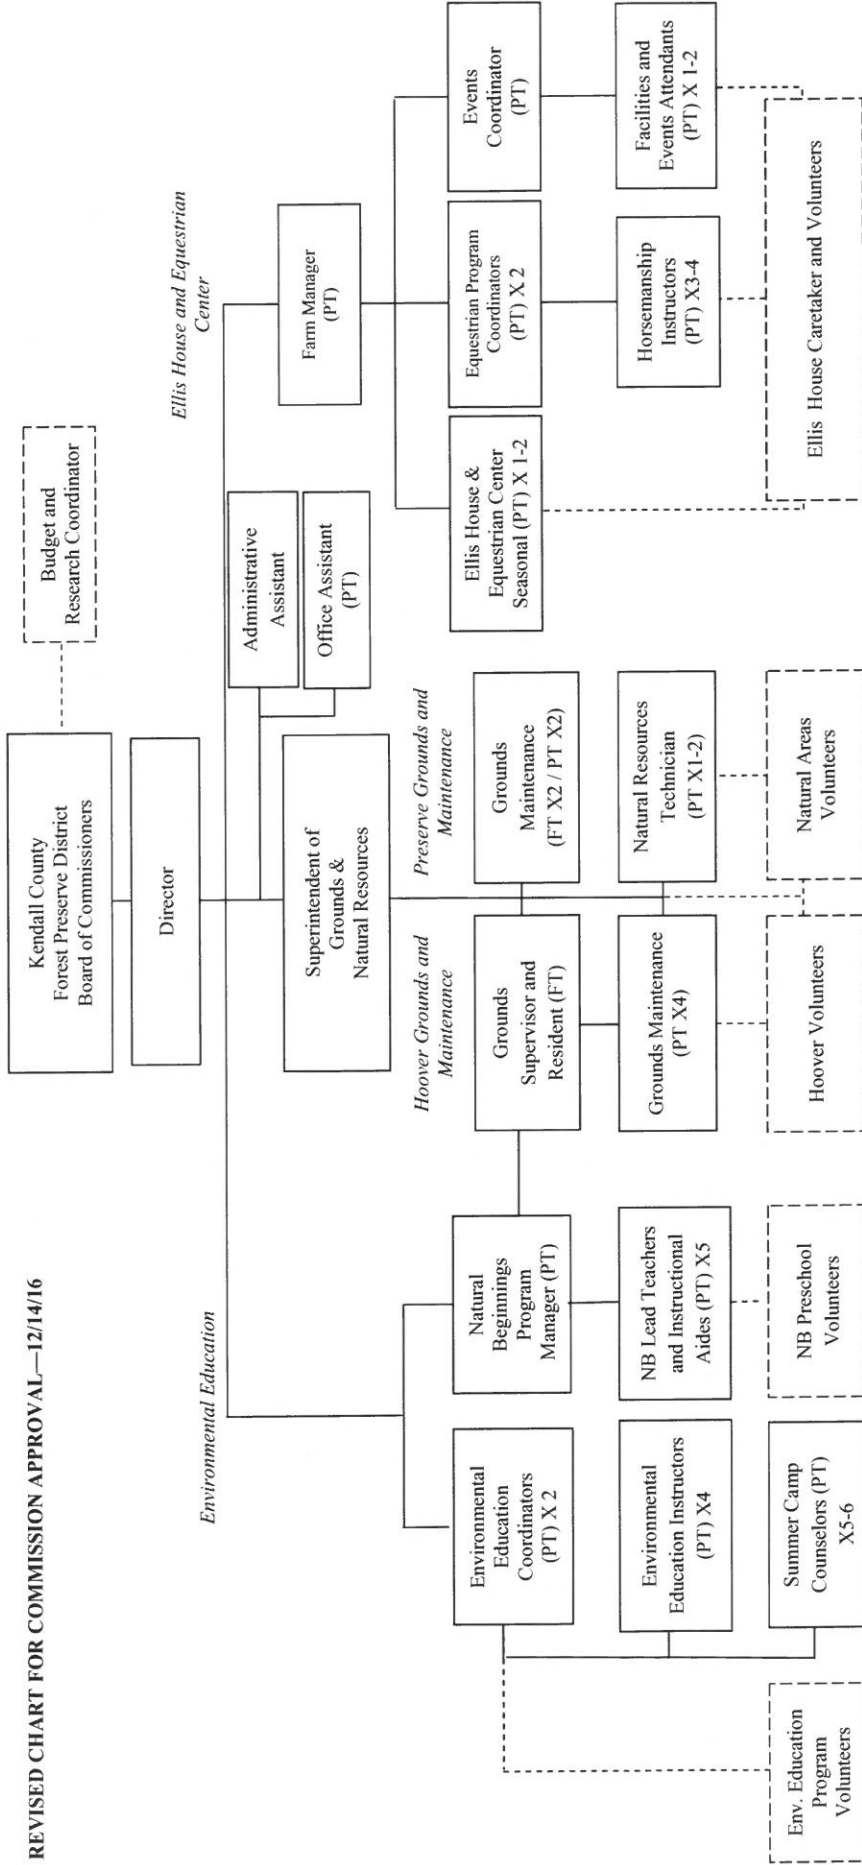 REVISED CHART FOR COMMISSION APPROVAL—12/14/16
Kendall County
Forest Preserve District
Board of Commissioners
Budget and
Research Coordinator
Director
Administrative
Assistant
Office Assistant
(PT)
Superintendent of
Grounds &
Natural Resources
Environmental Education
Environmental
Education
Coordinators
(PT) X 2
Natural
Beginnings
Program
Manager (PT)
Environmental
Education Instructors
(PT) X4
NB Lead Teachers
and Instructional
Aides (PT) X5
Summer Camp
Counselors (PT)
X5-6
NB Preschool
Volunteers
Env. Education
Program
Volunteers
Hoover Grounds and
Maintenance
Grounds
Supervisor and
Resident (FT)
Grounds Maintenance
(PT X4)
Hoover Volunteers
Preserve Grounds and
Maintenance
Grounds
Maintenance
(FT X2 / PT X2)
Natural Resources
Technician
(PT X1-2)
Natural Areas
Volunteers
Ellis House and Equestrian
Center
Farm Manager
(PT)
Ellis House &
Equestrian Center
Seasonal (PT) X 1-2
Equestrian Program
Coordinators
(PT) X 2
Events
Coordinator
(PT)
Horsemanship
Instructors
(PT) X3-4
Facilities and
Events Attendants
(PT) X 1-2
Ellis House Caretaker and Volunteers